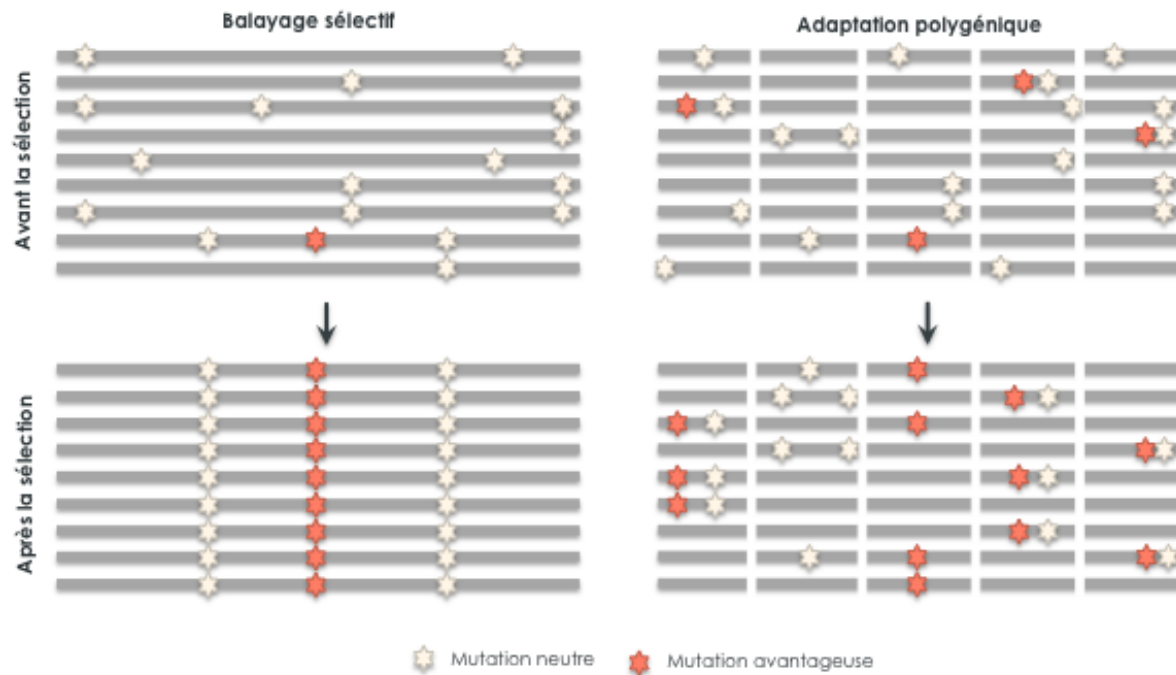 Balayage sélectif
Adaptation polygénique
Avant la sélection
Après la sélection
Mutation neutre
Mutation avantageuse